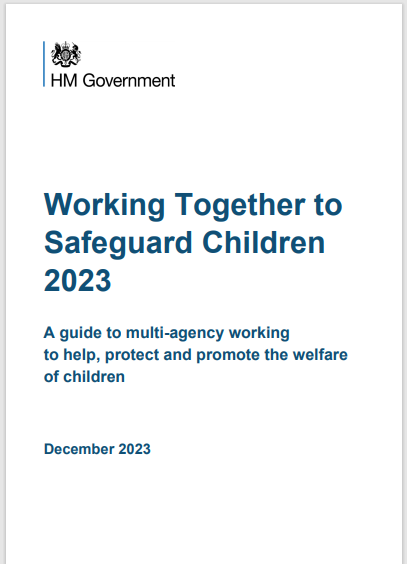 HM Government
Working Together to
Safeguard Children
2023
A guide to multi-agency working
to help, protect and promote the welfare
of children
December 2023